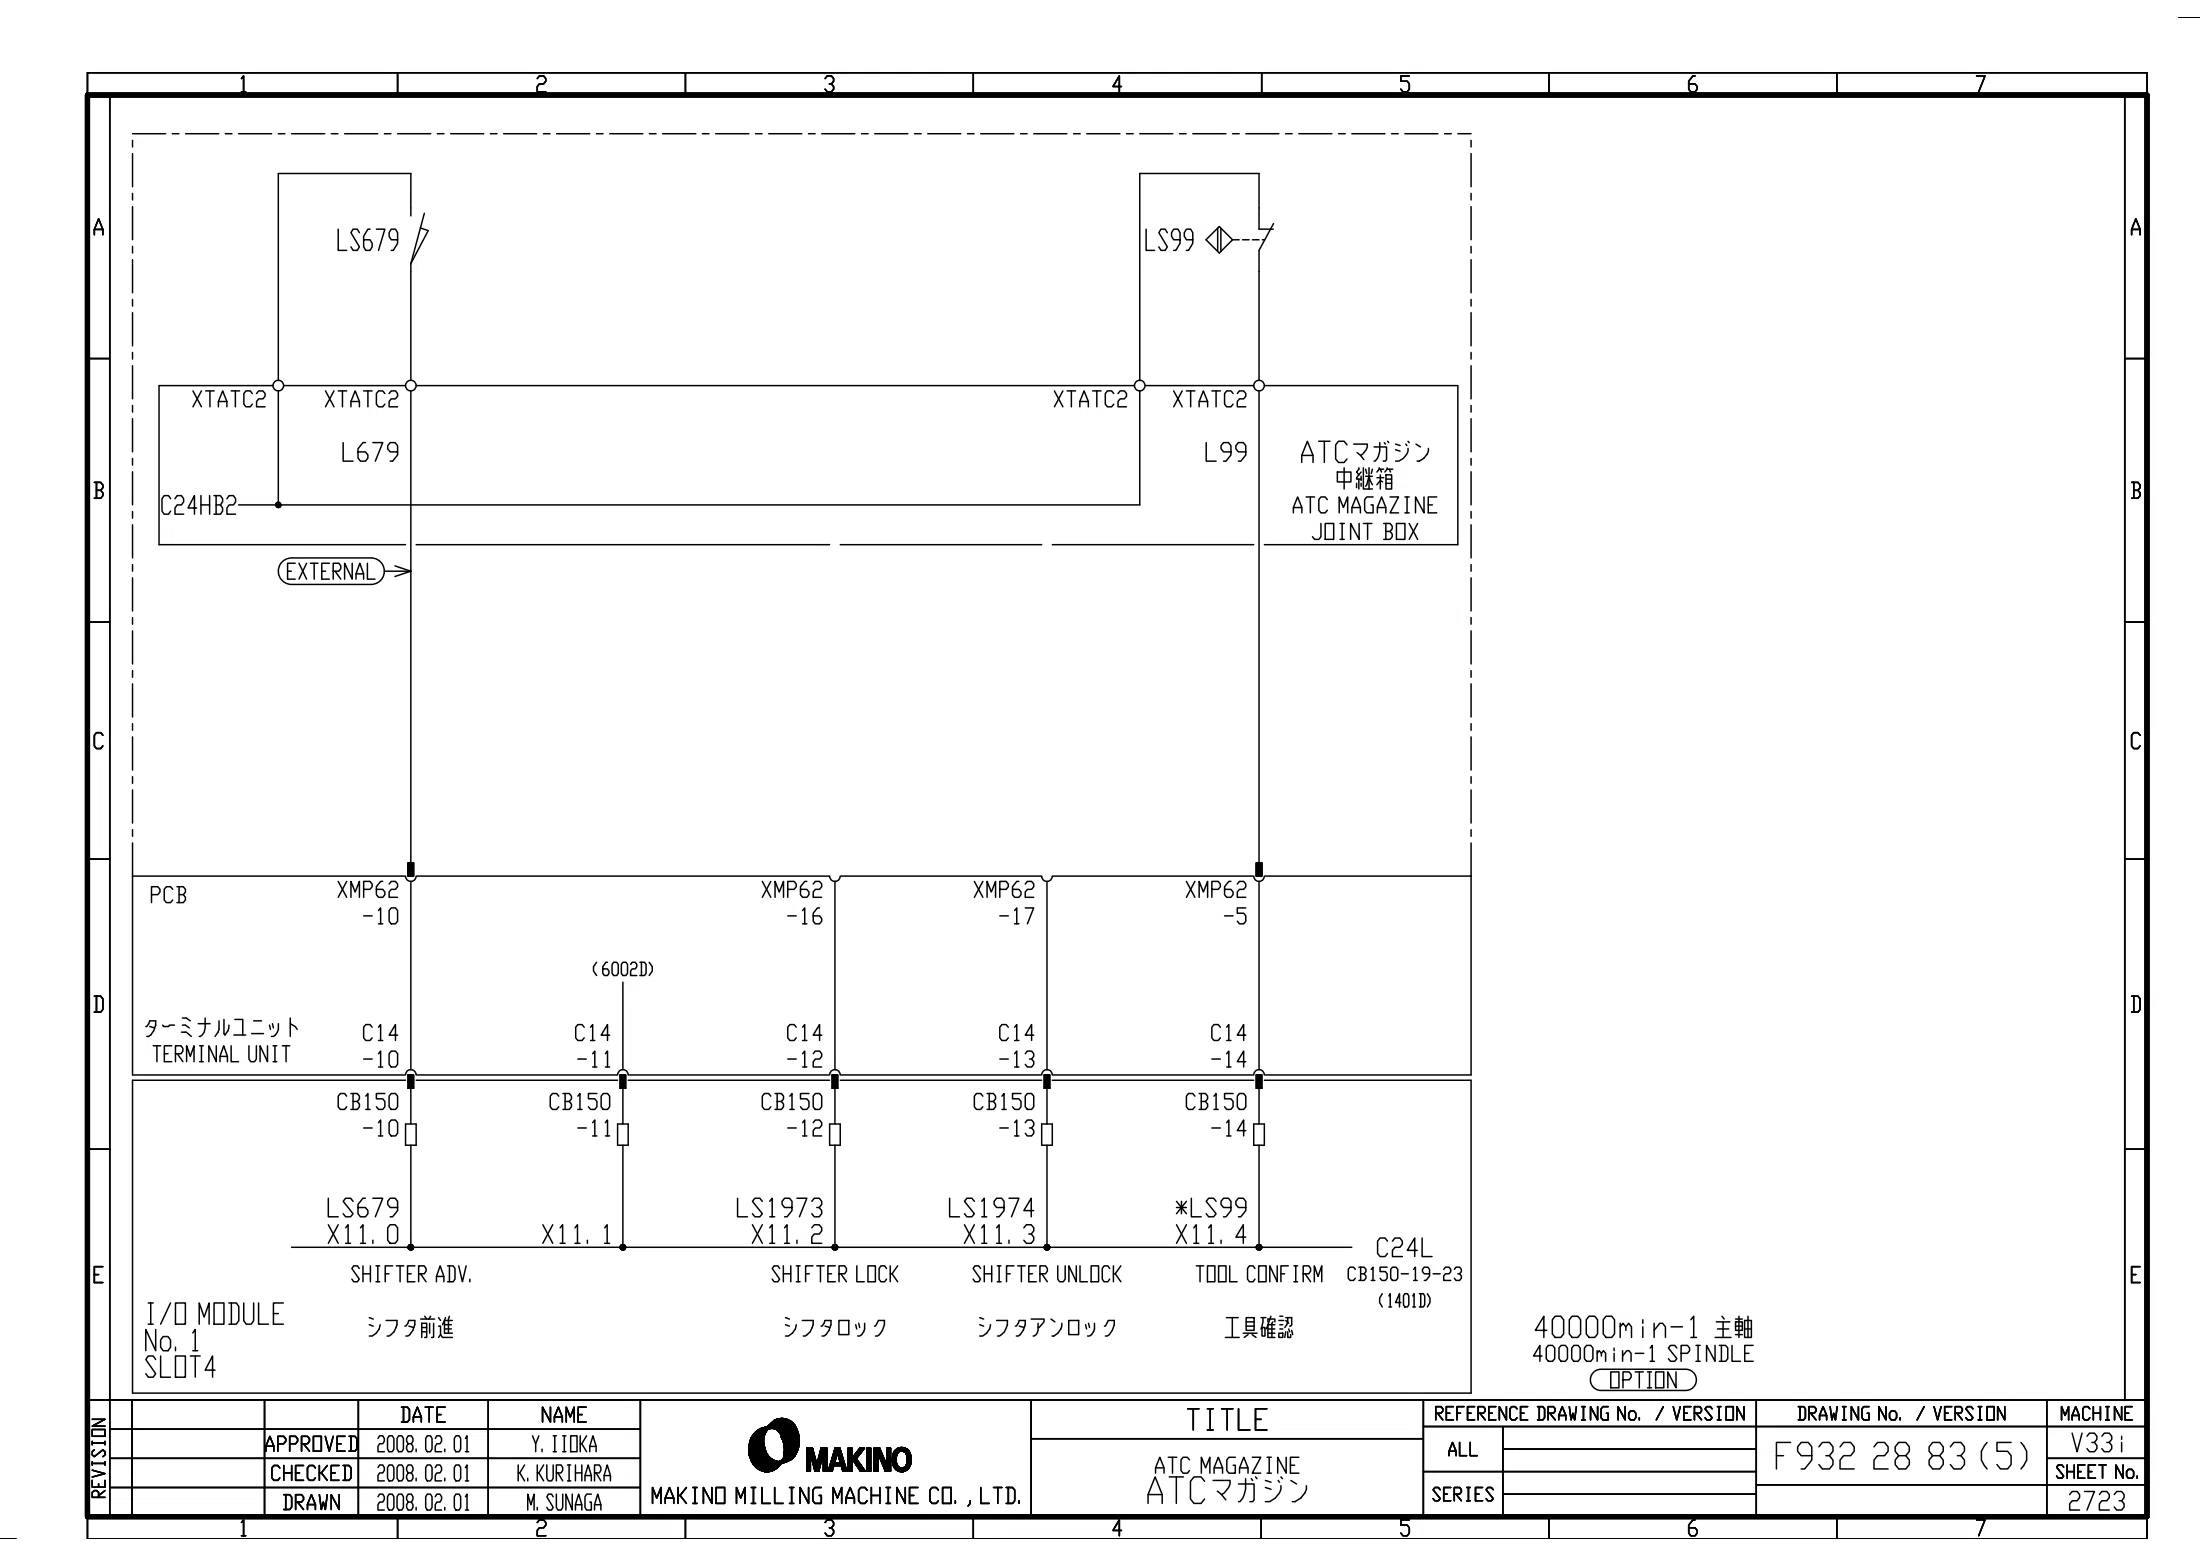 1 2 3 4 5 6 7
A A
LS679
LS99
XTATC2 XTATC2 XTATC2 XTATC2
L679
L99
ATCマガジン
中継箱
ATC MAGAZINE
JOINT BOX
B B
C24HB2
EXTERNAL
C C
PCB
XMP62 XMP62 XMP62 XMP62
-10 -16 -17 -5
(6002D)
D D
ターミナルユニット
TERMINAL UNIT
C14 C14 C14 C14 C14
-10 -11 -12 -13 -14
CB150 CB150 CB150 CB150 CB150
-10 -11 -12 -13 -14
LS679 LS1973 LS1974 *LS99
X11.0 X11.1 X11.2 X11.3 X11.4
C24L
E E
SHIFTER ADV. SHIFTER LOCK SHIFTER UNLOCK TOOL CONFIRM CB150-19-23
(1401D)
シフタ前進 シフタロック シフタアンロック 工具確認
I/O MODULE
No.1
SLOT4
40000min-1 主軸
40000min-1 SPINDLE
OPTION
REVISION
DATE NAME
APPROVED 2008.02.01 Y.IIOKA
CHECKED 2008.02.01 K.KURIHARA
DRAWN 2008.02.01 M.SUNAGA
MAKINO
MAKINO MILLING MACHINE CO.,LTD.
TITLE
ATC MAGAZINE
ATCマガジン
REFERENCE DRAWING No. / VERSION
ALL
SERIES
DRAWING No. / VERSION
F932 28 83(5)
MACHINE
V33i
SHEET No.
2723
1 2 3 4 5 6 7